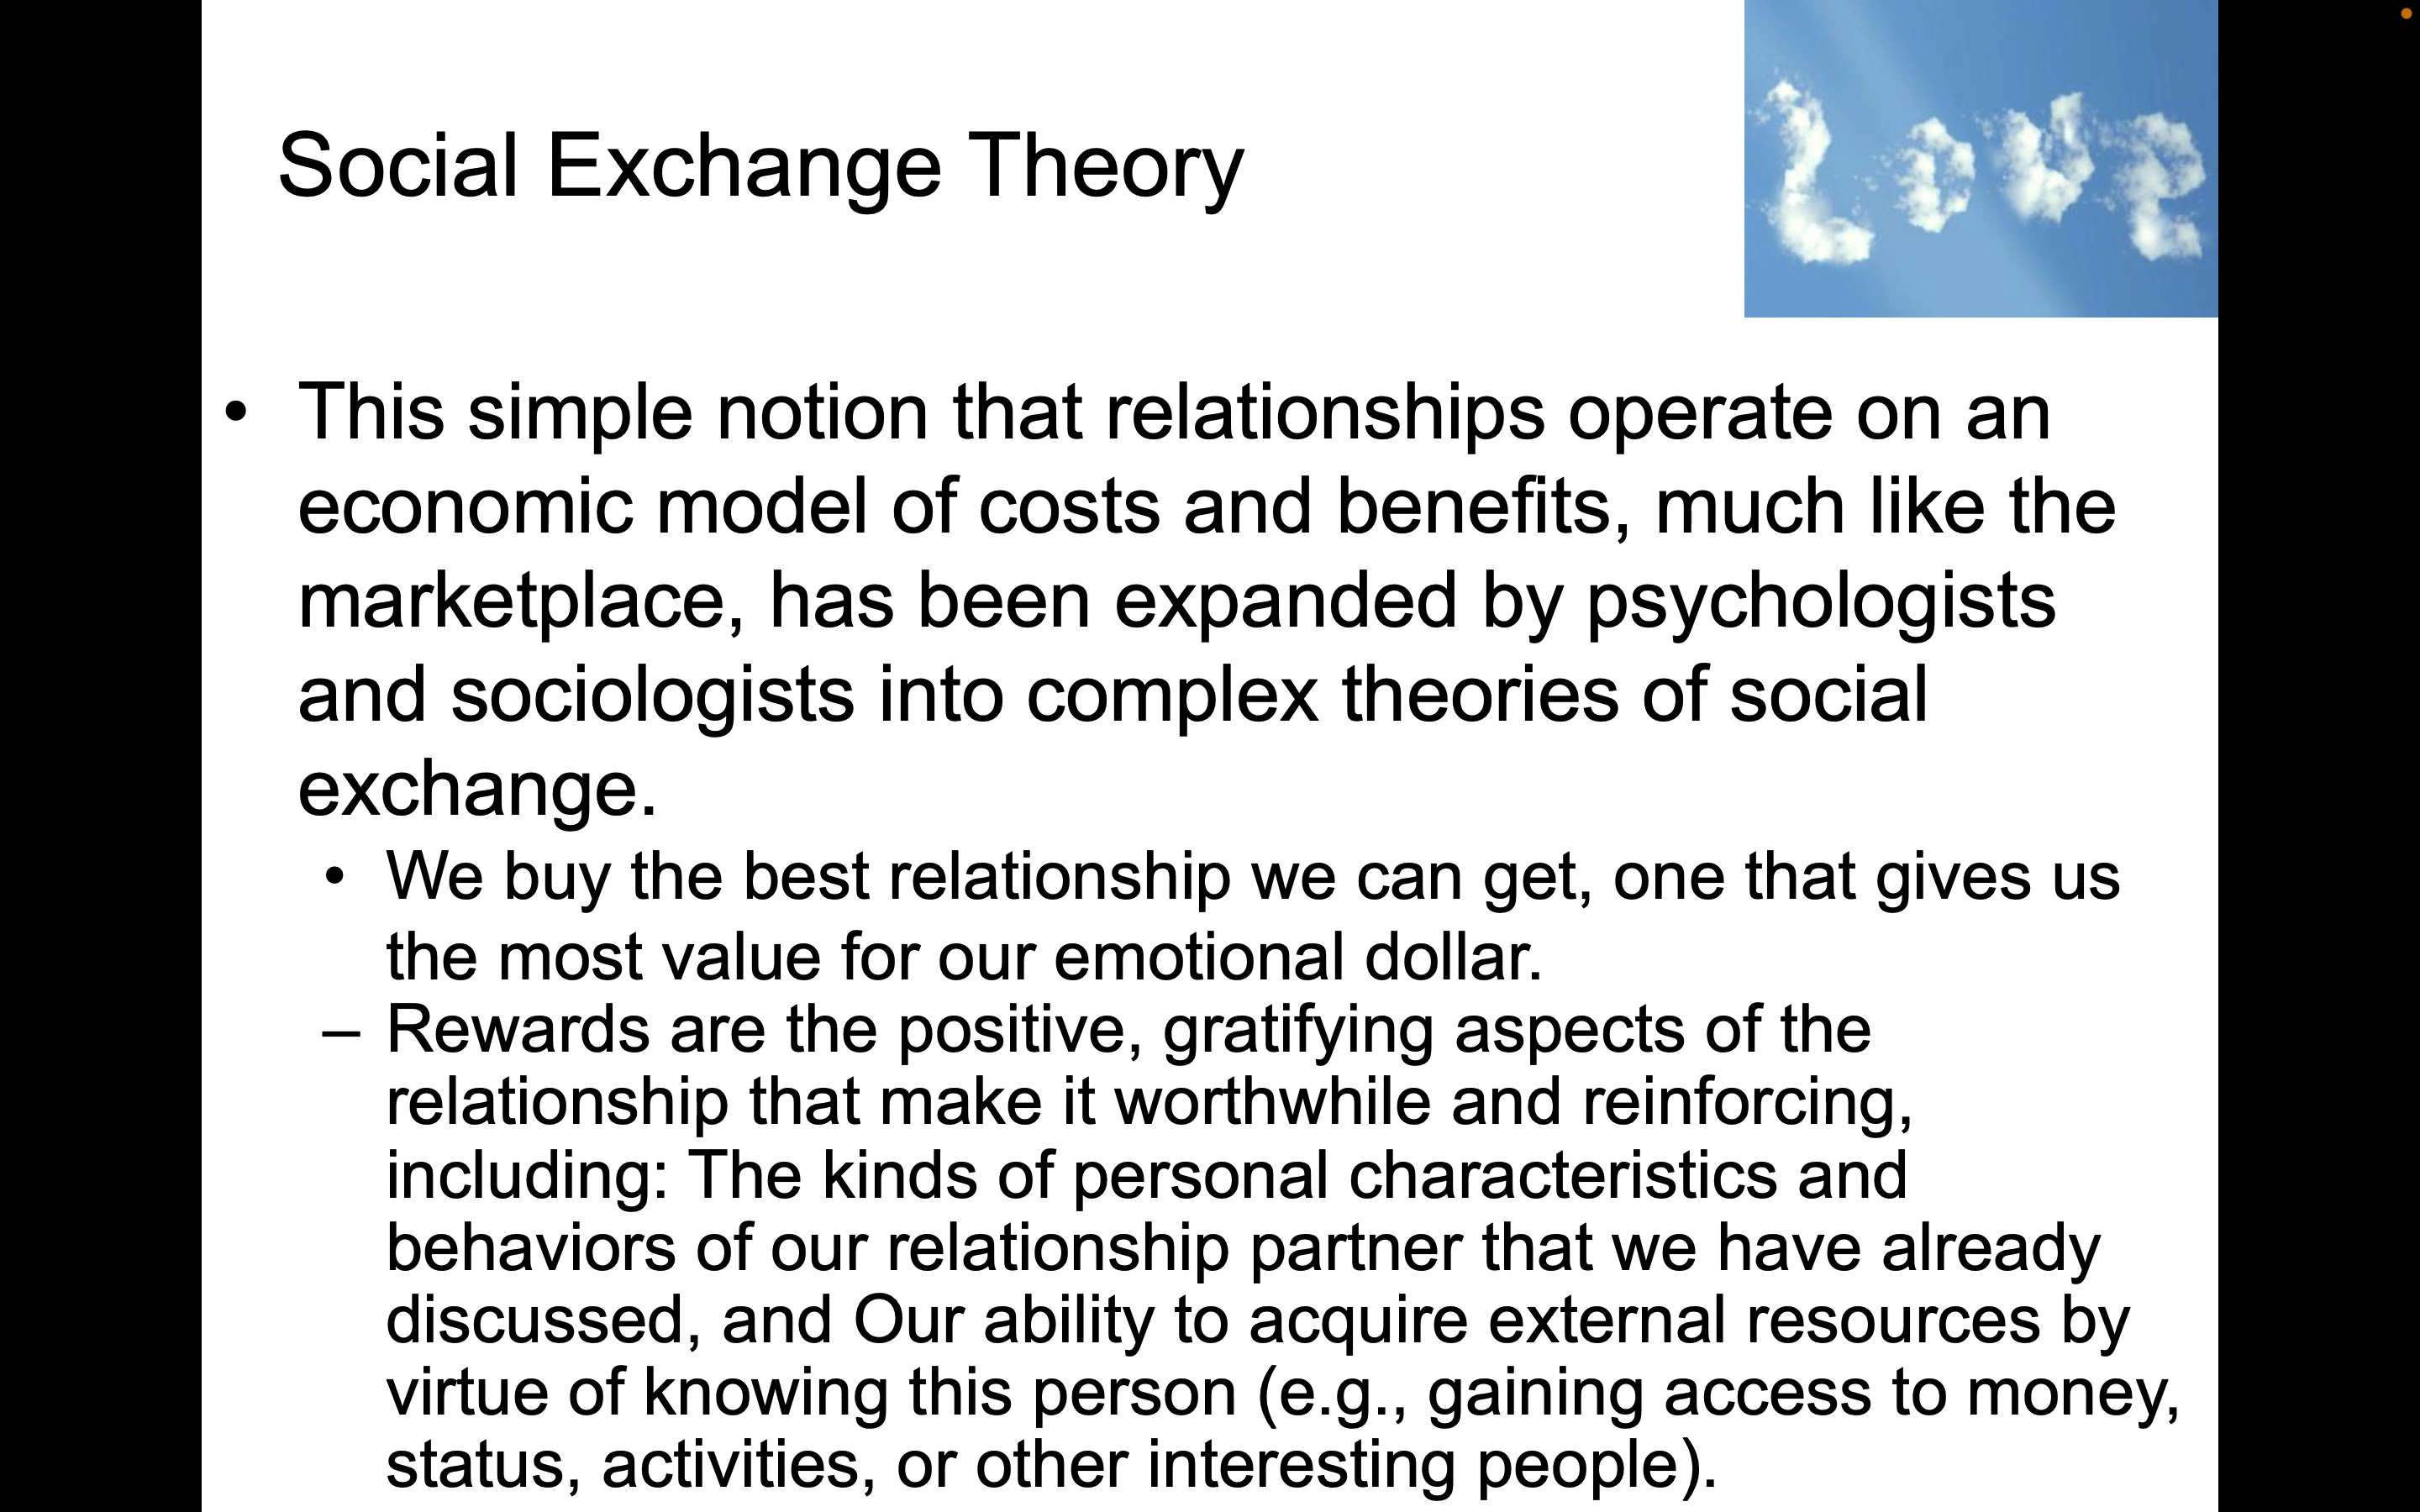 Social Exchange Theory
Love
• This simple notion that relationships operate on an
economic model of costs and benefits, much like the
marketplace, has been expanded by psychologists
and sociologists into complex theories of social
exchange.
• We buy the best relationship we can get, one that gives us
the most value for our emotional dollar.
– Rewards are the positive, gratifying aspects of the
relationship that make it worthwhile and reinforcing,
including: The kinds of personal characteristics and
behaviors of our relationship partner that we have already
discussed, and Our ability to acquire external resources by
virtue of knowing this person (e.g., gaining access to money,
status, activities, or other interesting people).